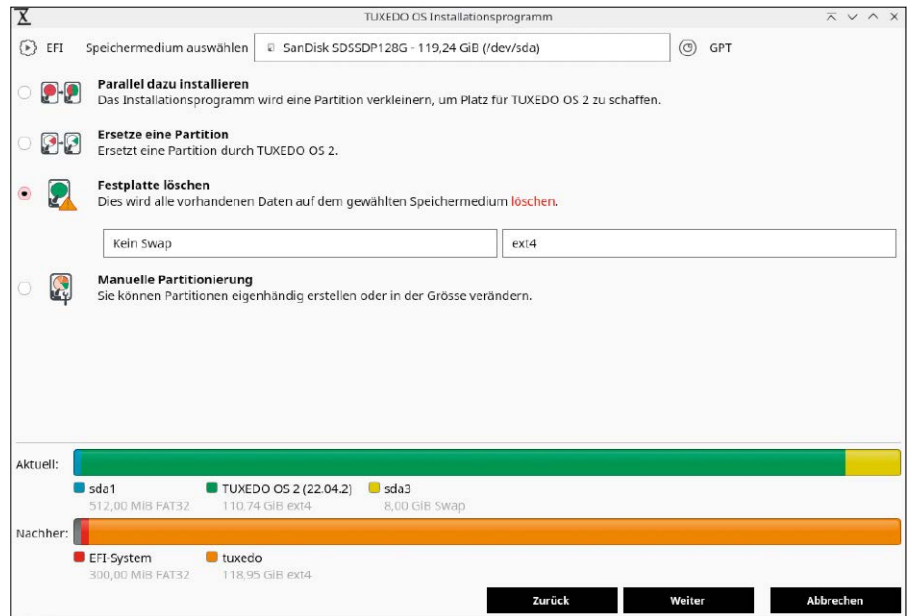 TUXEDO OS Installationsprogramm
EFI Speichermedium auswählen SanDisk SDSSDP128G - 119,24 GiB (/dev/sda) GPT
Parallel dazu installieren
Das Installationsprogramm wird eine Partition verkleinern, um Platz für TUXEDO OS 2 zu schaffen.
Ersetze eine Partition
Ersetzt eine Partition durch TUXEDO OS 2.
Festplatte löschen
Dies wird alle vorhandenen Daten auf dem gewählten Speichermedium löschen.
Kein Swap ext4
Manuelle Partitionierung
Sie können Partitionen eigenhändig erstellen oder in der Grösse verändern.
Aktuell:
sda1 TUXEDO OS 2 (22.04.2) sda3
512,00 MiB FAT32 110,74 GiB ext4 8,00 GiB Swap
Nachher:
EFI-System tuxedo
300,00 MiB FAT32 118,95 GiB ext4
Zurück Weiter Abbrechen